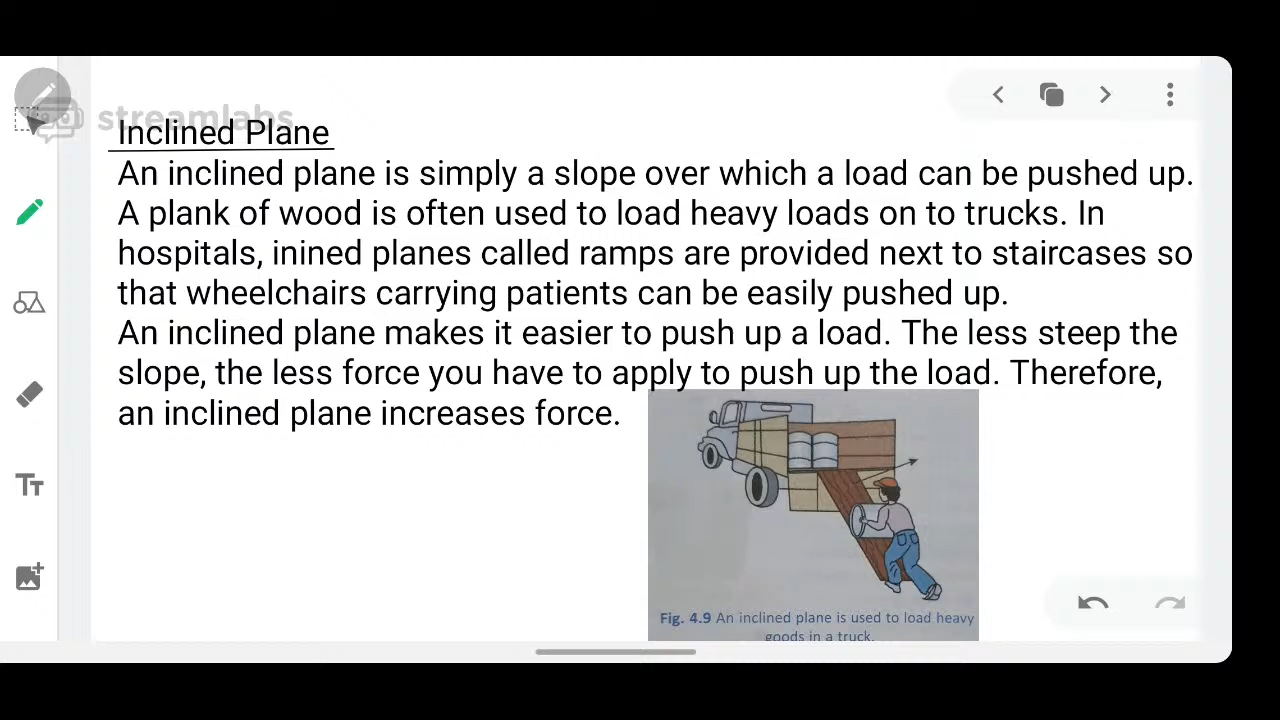 streamlabs
Inclined Plane
An inclined plane is simply a slope over which a load can be pushed up.
A plank of wood is often used to load heavy loads on to trucks. In
hospitals, inined planes called ramps are provided next to staircases so
that wheelchairs carrying patients can be easily pushed up.
An inclined plane makes it easier to push up a load. The less steep the
slope, the less force you have to apply to push up the load. Therefore,
an inclined plane increases force.
Fig. 4.9 An inclined plane is used to load heavy
goods in a truck.
Tт